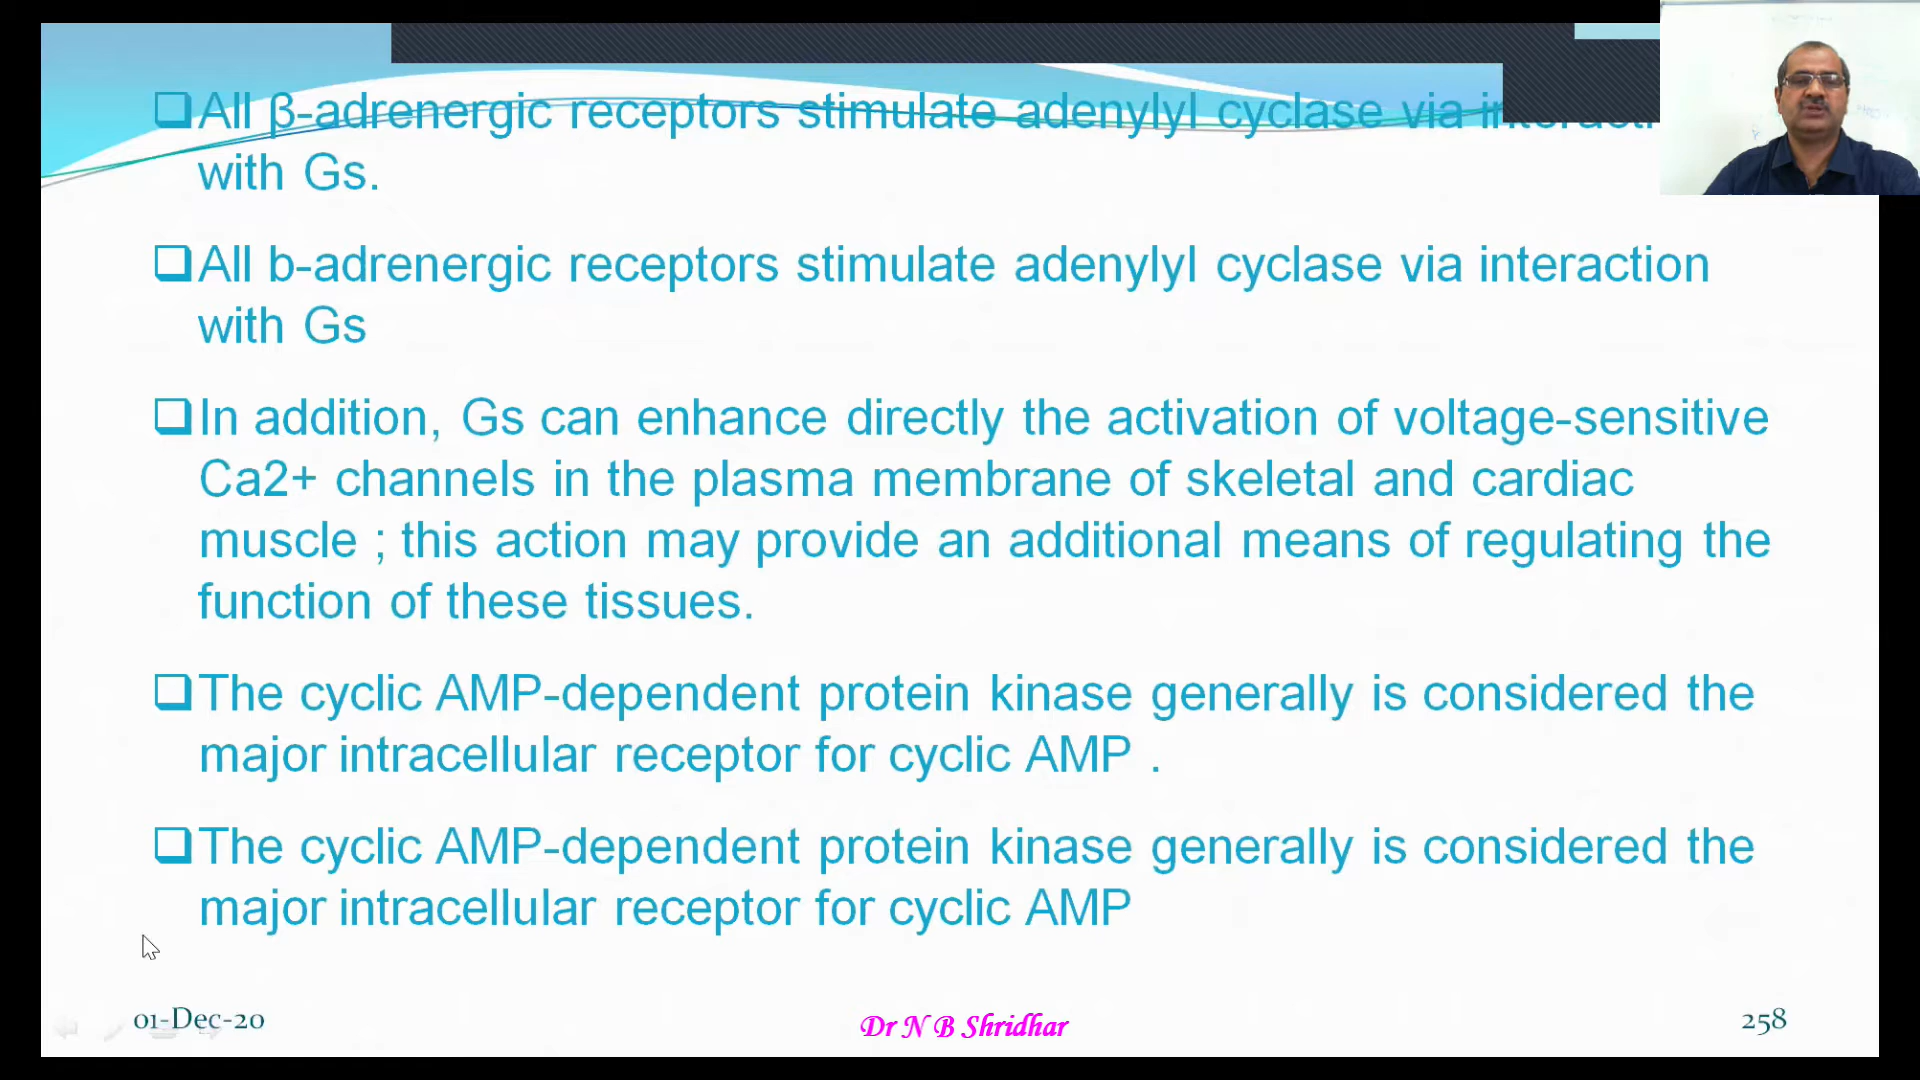 ❑All β-adrenergic receptors stimulate adenylyl cyclase via
with Gs.
❑All b-adrenergic receptors stimulate adenylyl cyclase via interaction
with Gs
❑In addition, Gs can enhance directly the activation of voltage-sensitive
Ca2+ channels in the plasma membrane of skeletal and cardiac
muscle ; this action may provide an additional means of regulating the
function of these tissues.
❑The cyclic AMP-dependent protein kinase generally is considered the
major intracellular receptor for cyclic AMP .
❑The cyclic AMP-dependent protein kinase generally is considered the
major intracellular receptor for cyclic AMP
01-Dec-20
Dr N B Shridhar
258